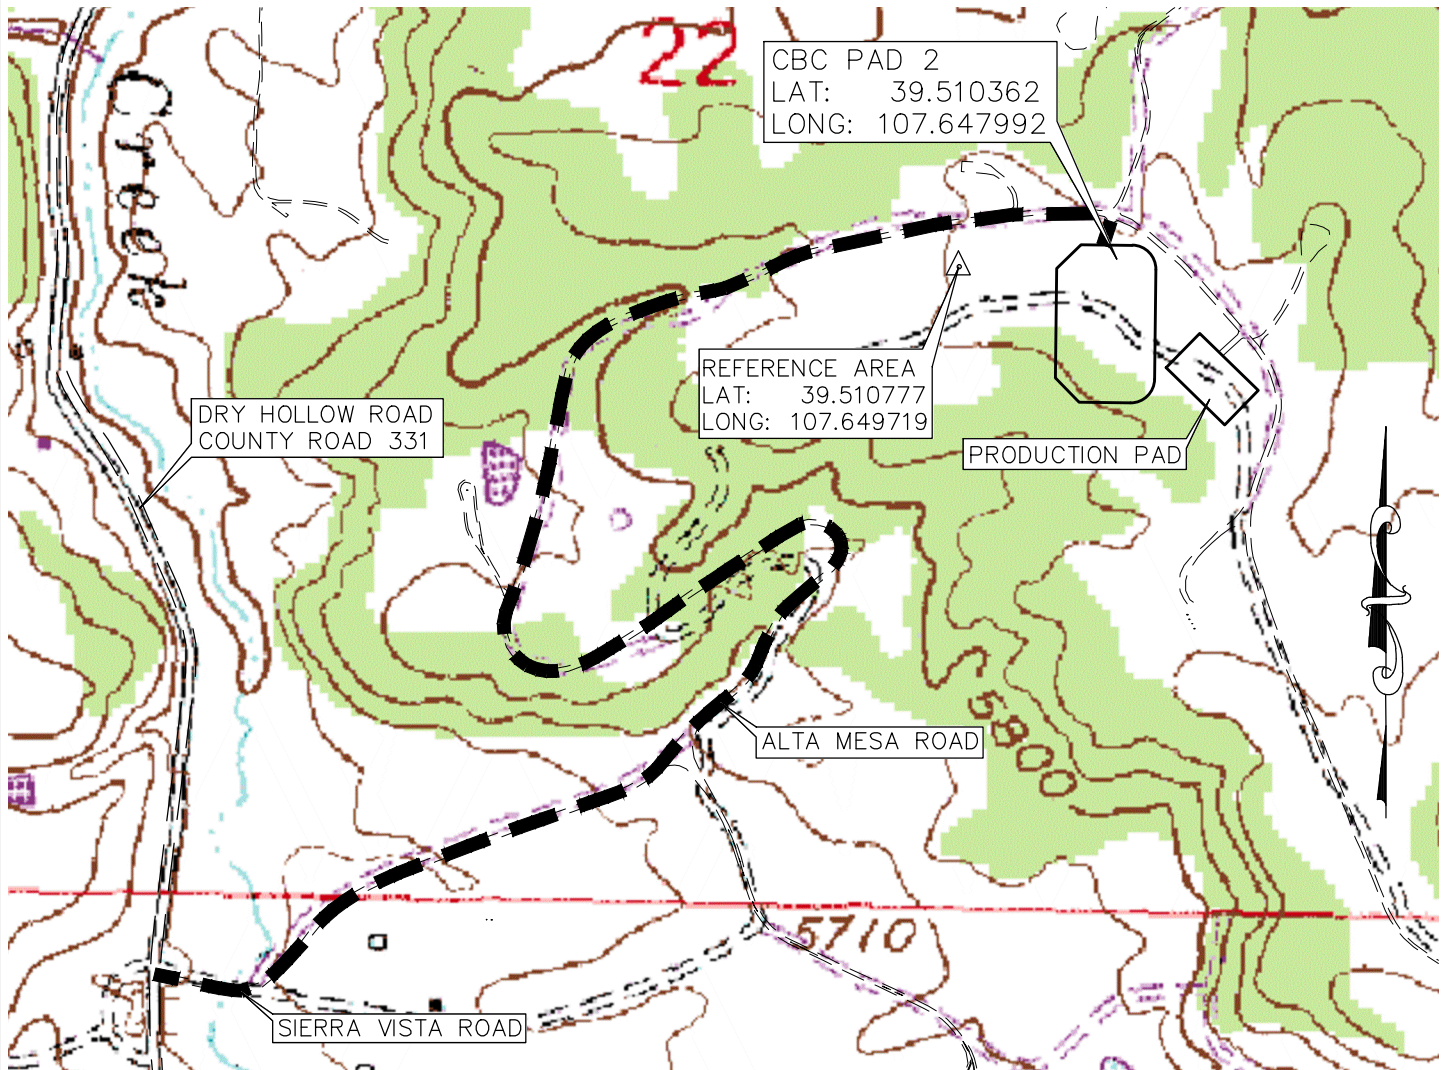 22
CBC PAD 2
LAT: 39.510362
LONG: 107.647992
Creek
REFERENCE AREA
LAT: 39.510777
LONG: 107.649719
DRY HOLLOW ROAD
COUNTY ROAD 331
PRODUCTION PAD
ALTA MESA ROAD
5800
5710
SIERRA VISTA ROAD